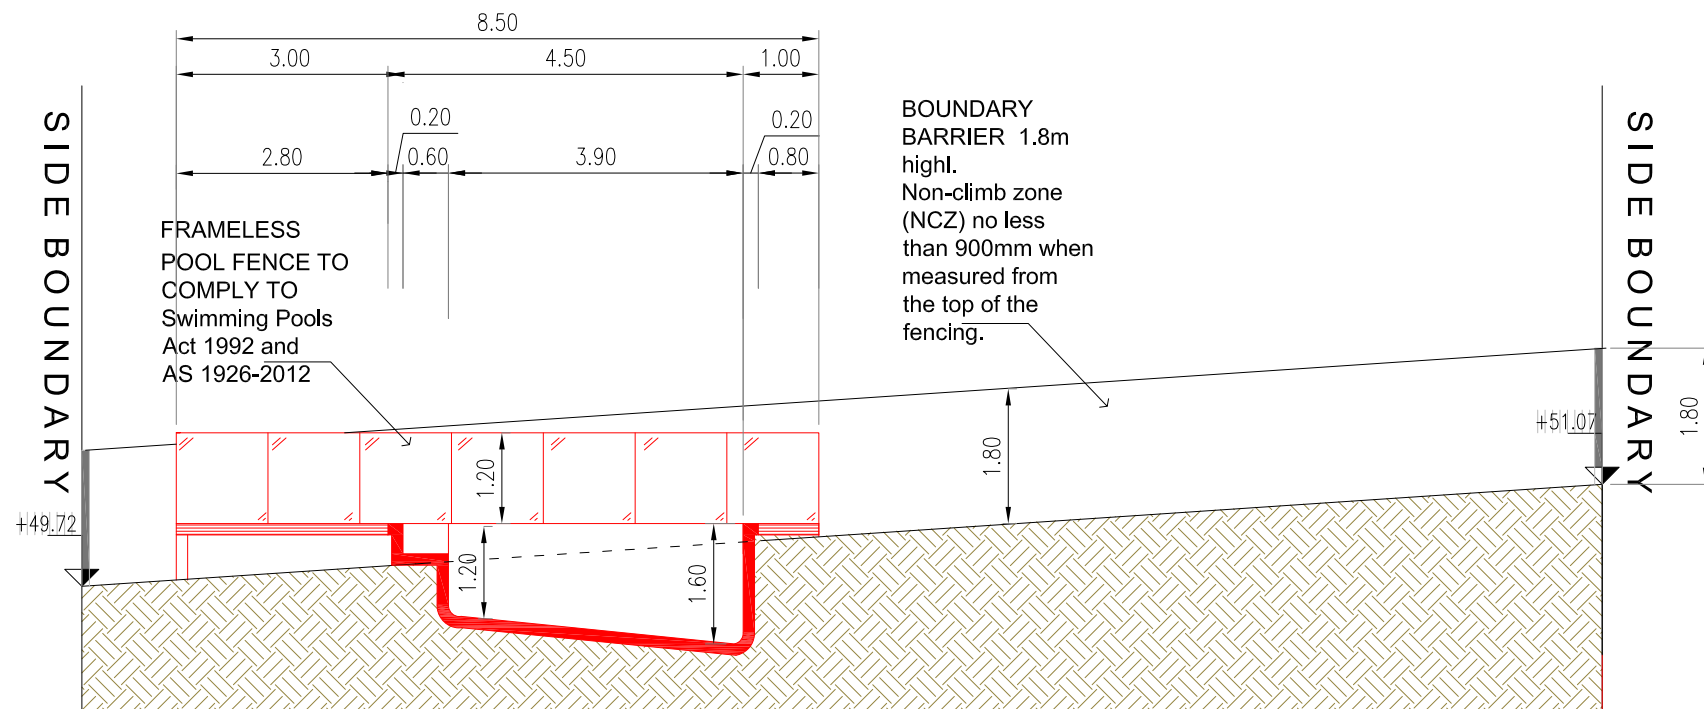 8.50
3.00
4.50
1.00
0.20
0.20
2.80
0.60
3.90
0.80
SIDE BOUNDARY
FRAMELESS
POOL FENCE TO
COMPLY TO
Swimming Pools
Act 1992 and
AS 1926-2012
BOUNDARY
BARRIER 1.8m
highl.
Non-climb zone
(NCZ) no less
than 900mm when
measured from
the top of the
fencing.
SIDE BOUNDARY
+49.72
1.20
1.80
+51.07
1.80
1.20
1.60